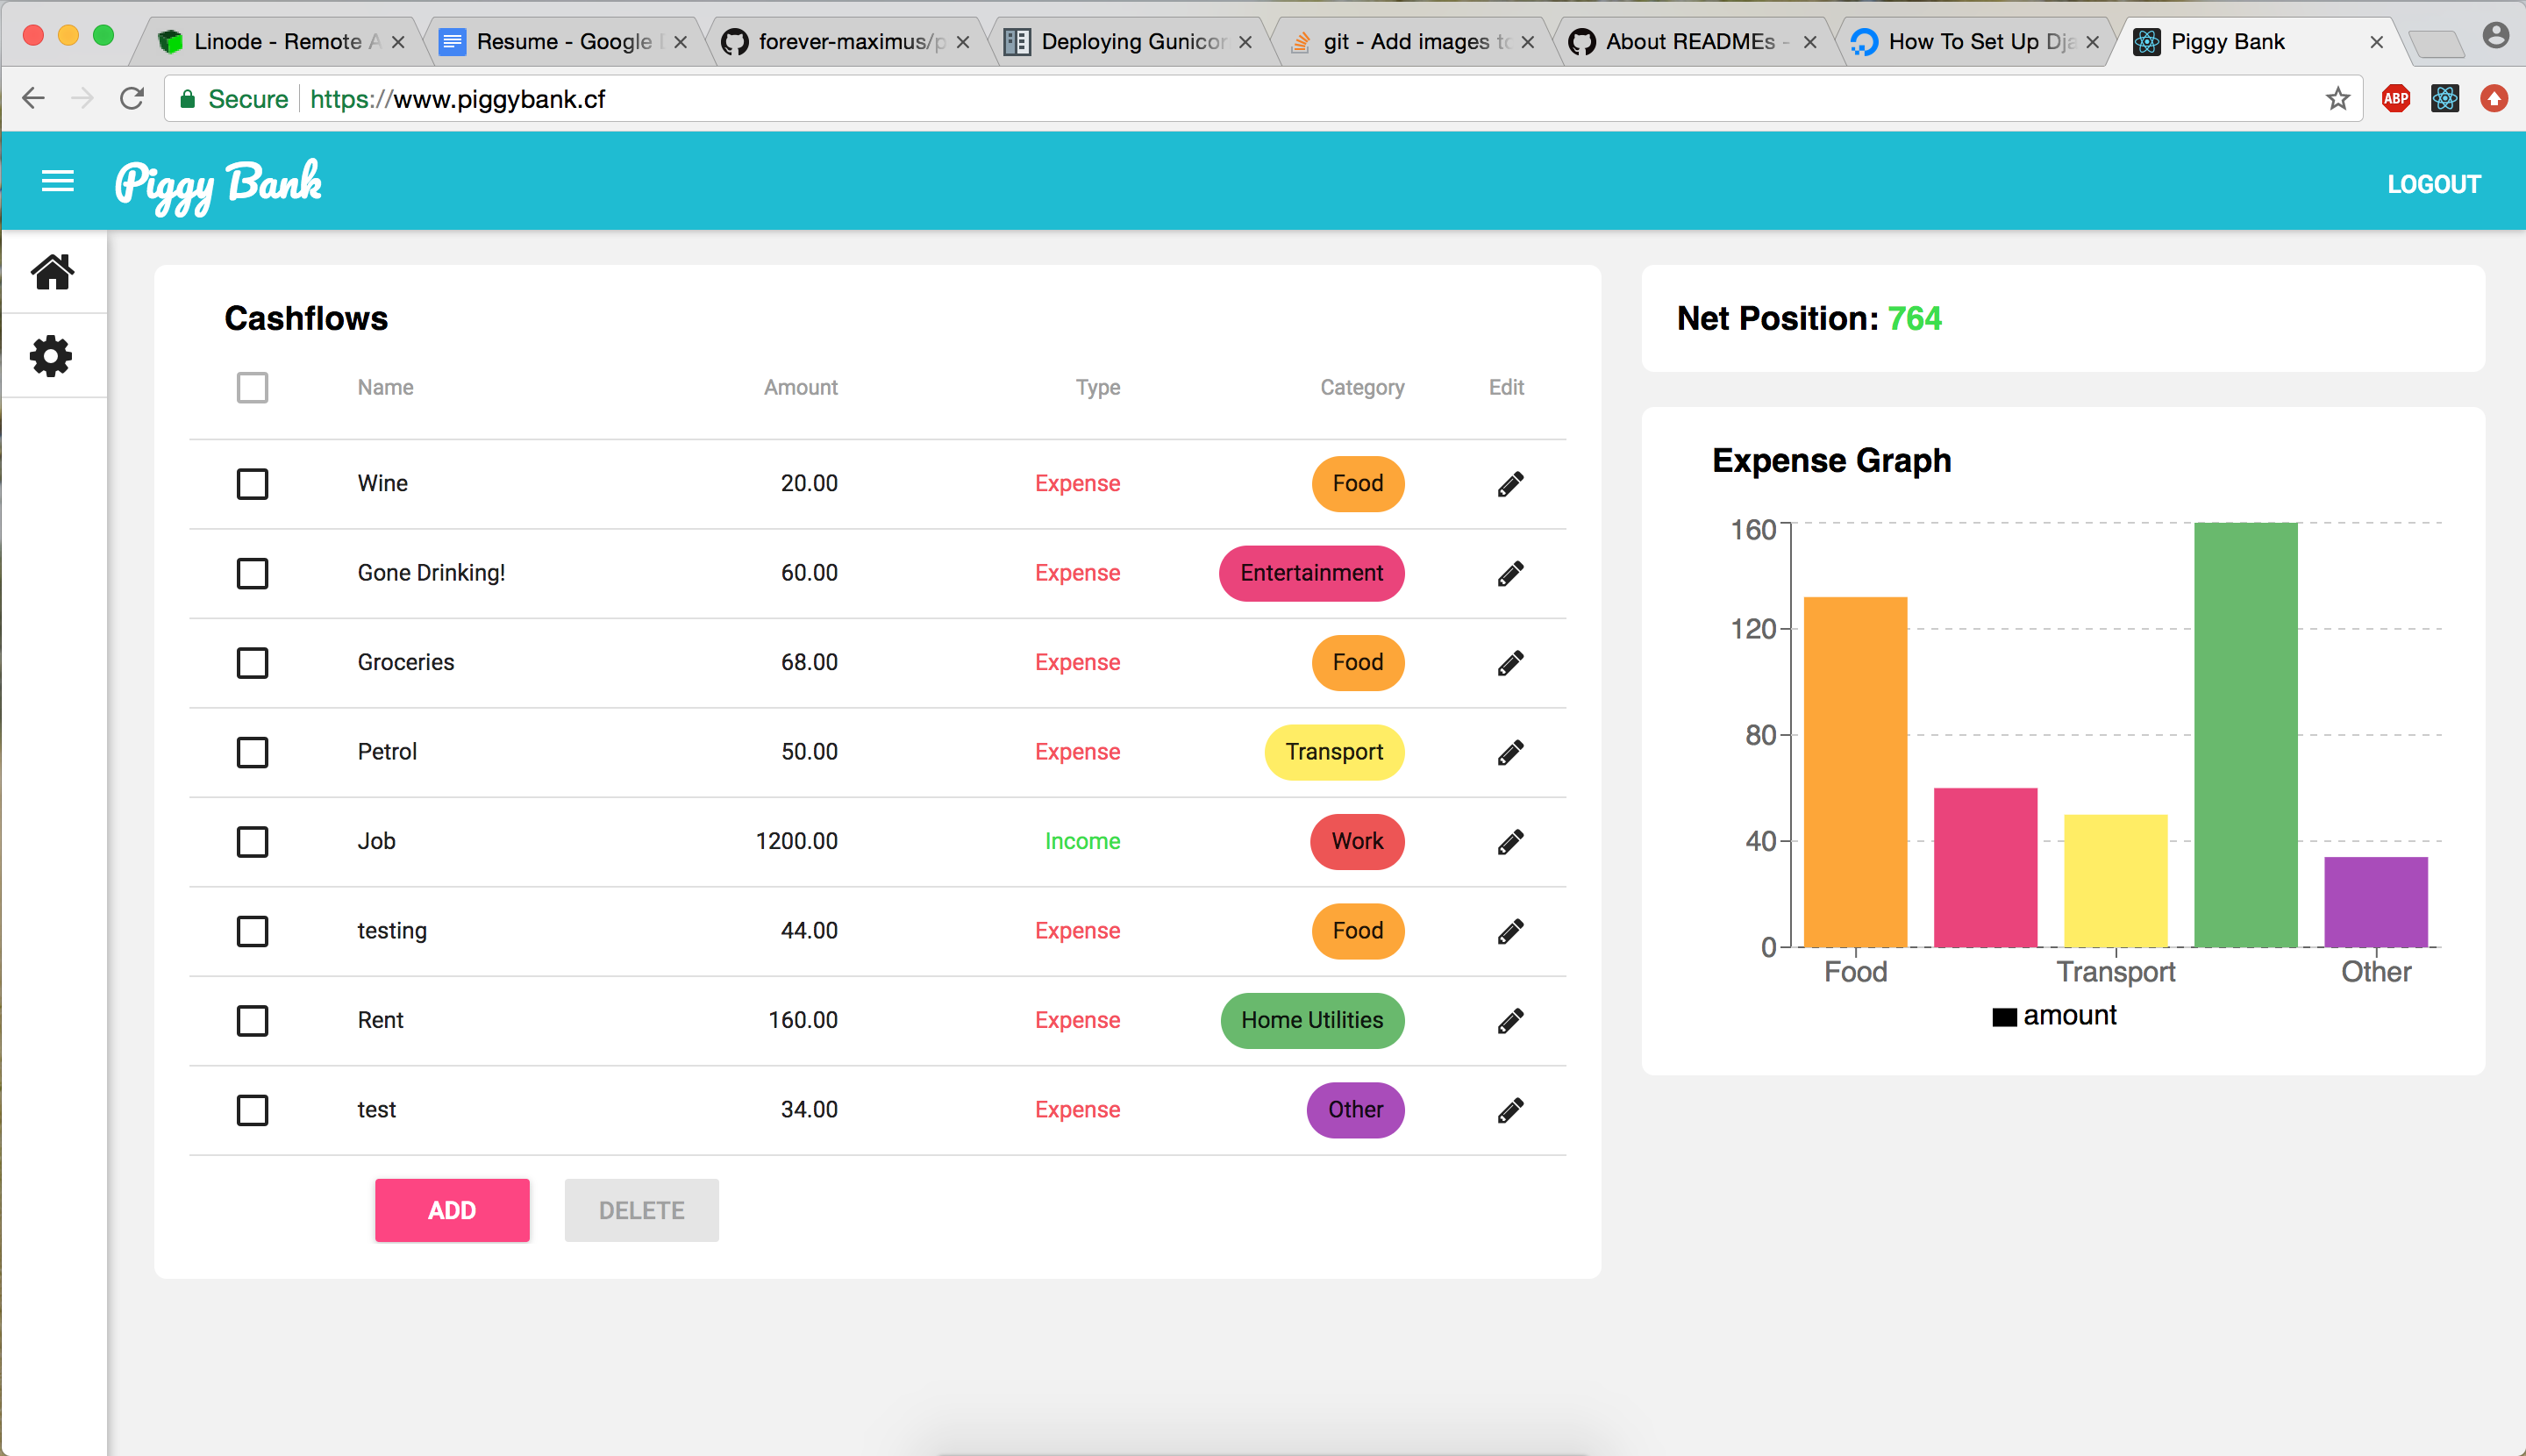 Linode - Remote A
Resume - Google
forever-maximus/p
Deploying Gunicor
git - Add images to
About READMEs -
How To Set Up Dja
Piggy Bank
Secure https://www.piggybank.cf
ABP
Piggy Bank
LOGOUT
Cashflows
Name Amount Type Category Edit
Wine 20.00 Expense Food
Gone Drinking! 60.00 Expense Entertainment
Groceries 68.00 Expense Food
Petrol 50.00 Expense Transport
Job 1200.00 Income Work
testing 44.00 Expense Food
Rent 160.00 Expense Home Utilities
test 34.00 Expense Other
ADD DELETE
Net Position: 764
Expense Graph
160
120
80
40
0
Food Transport Other
amount